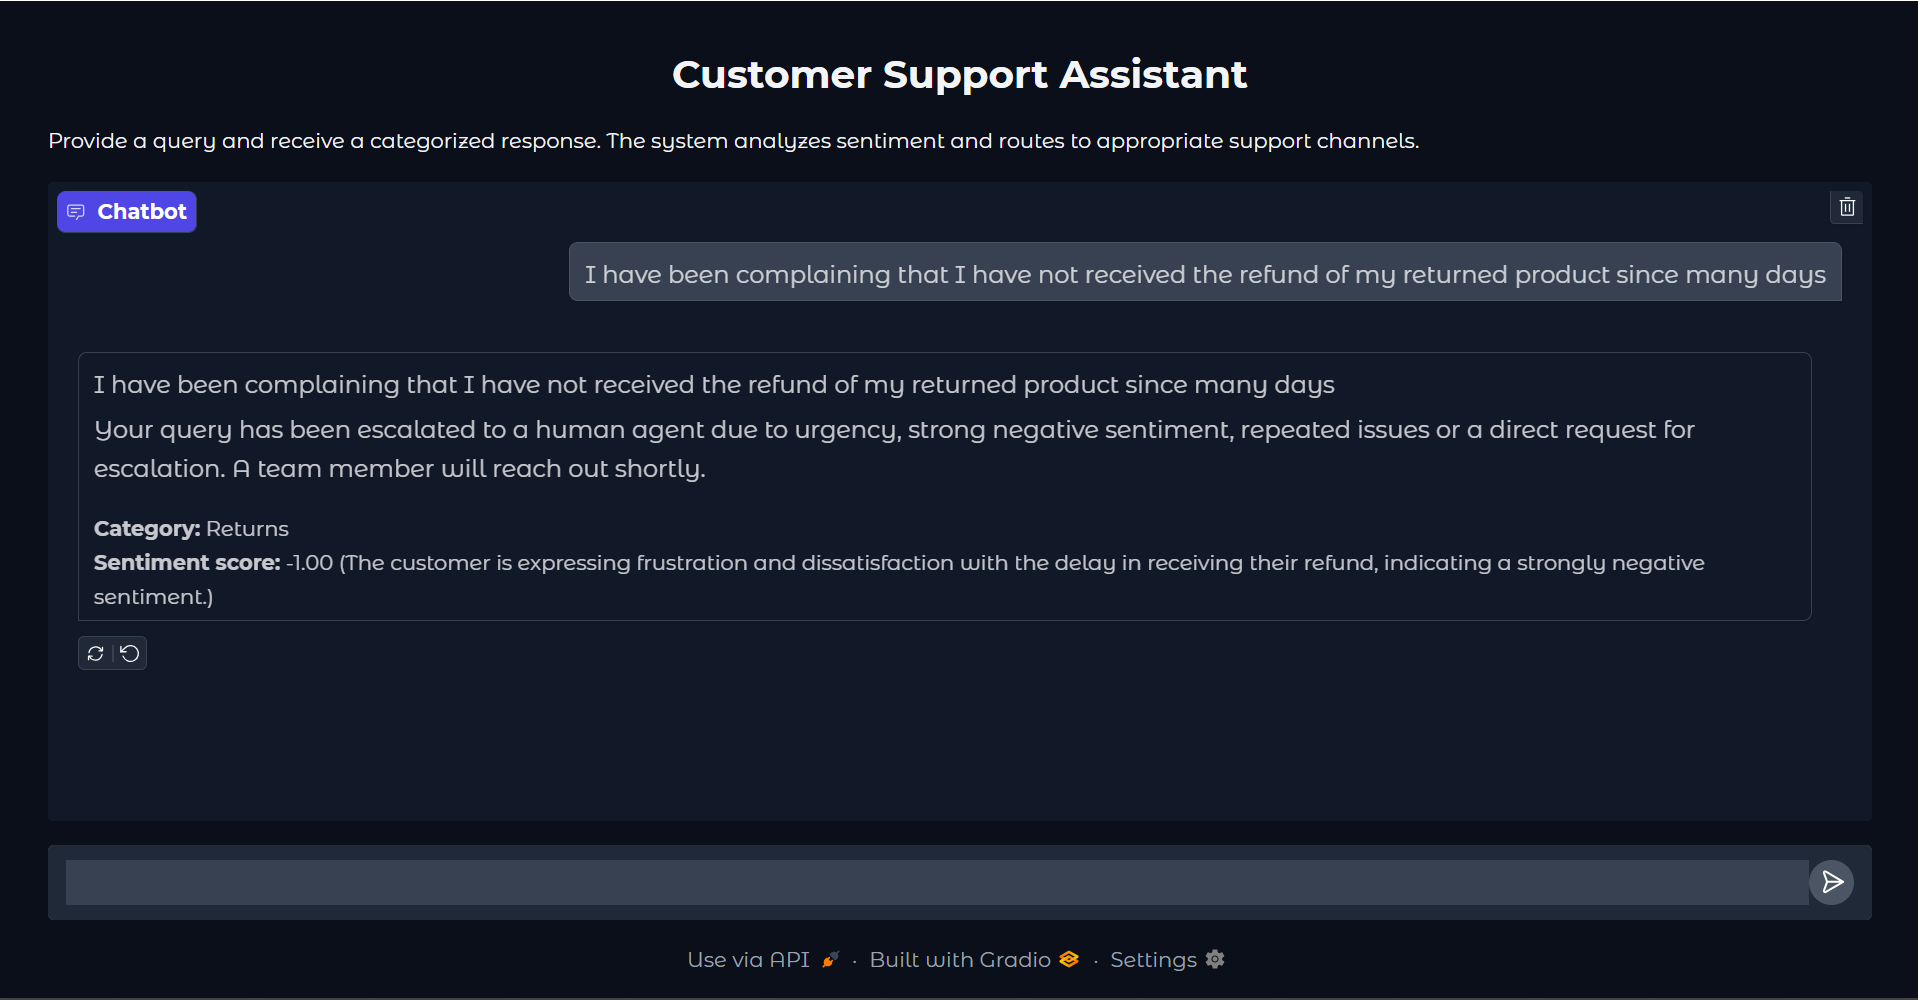 Customer Support Assistant
Provide a query and receive a categorized response. The system analyzes sentiment and routes to appropriate support channels.
Chatbot
I have been complaining that I have not received the refund of my returned product since many days
I have been complaining that I have not received the refund of my returned product since many days
Your query has been escalated to a human agent due to urgency, strong negative sentiment, repeated issues or a direct request for
escalation. A team member will reach out shortly.
Category: Returns
Sentiment score: -1.00 (The customer is expressing frustration and dissatisfaction with the delay in receiving their refund, indicating a strongly negative
sentiment.)
Use via API · Built with Gradio · Settings